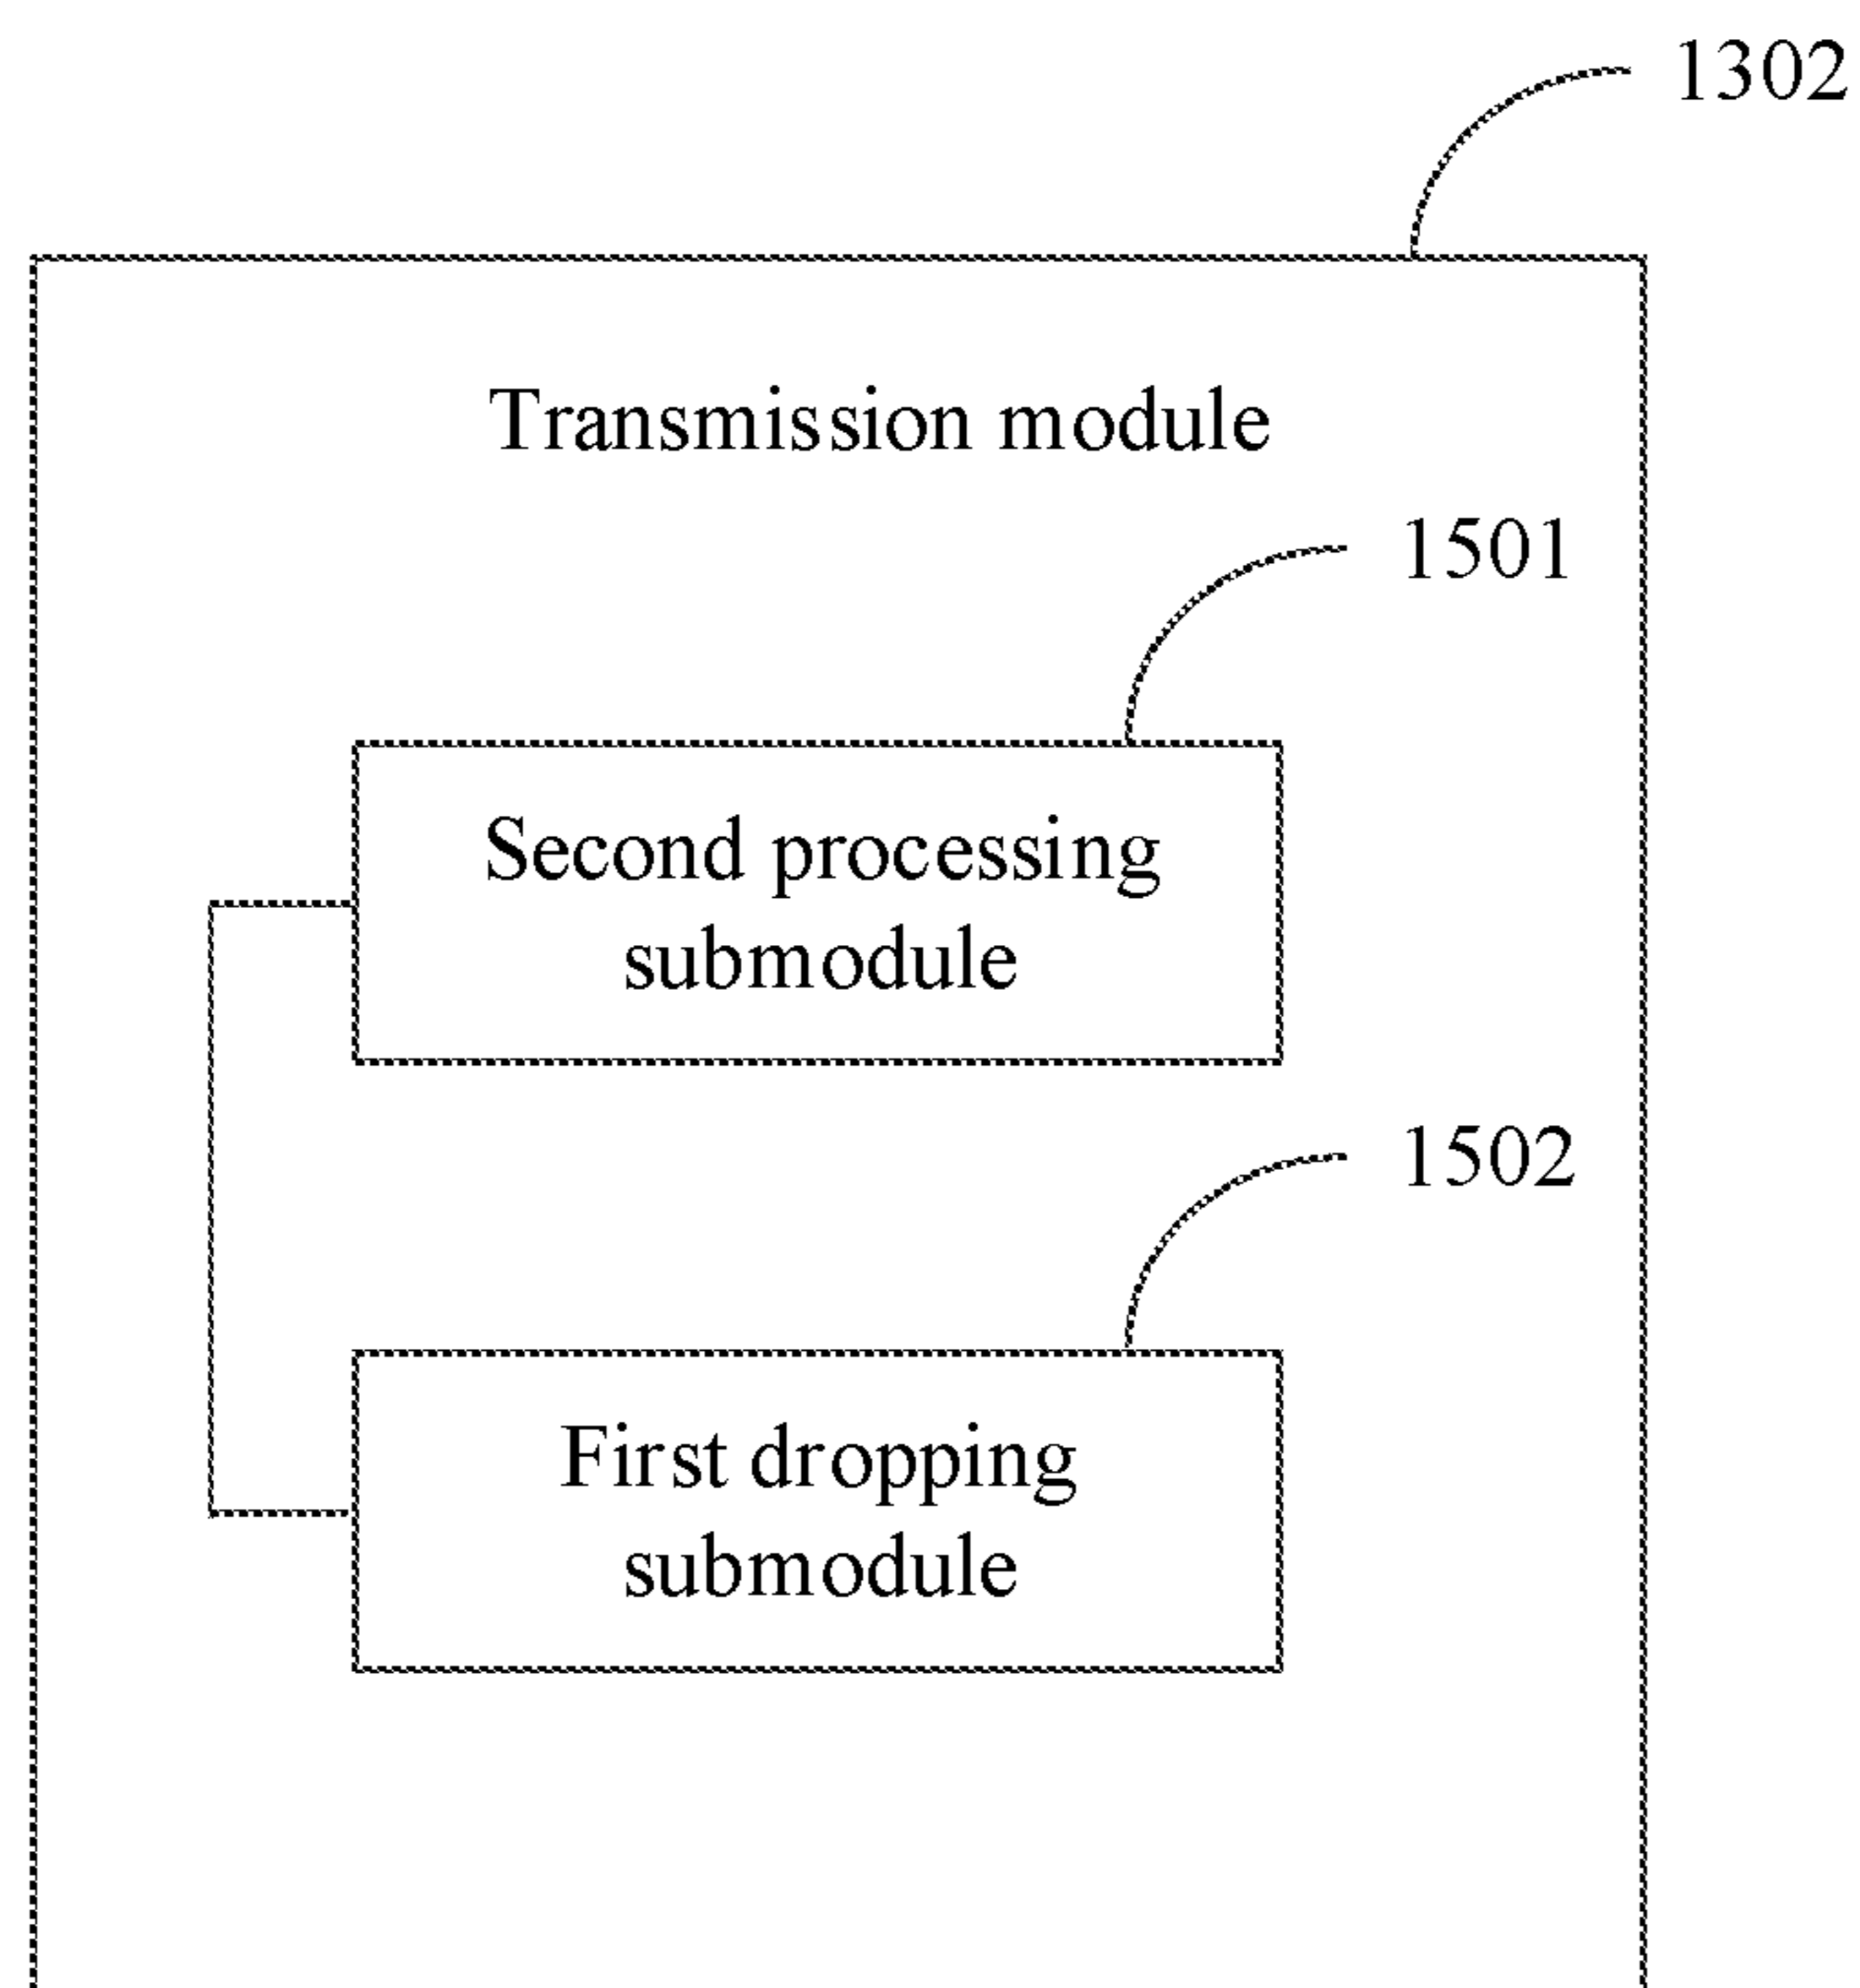 1302
Transmission module
1501
Second processing
submodule
1502
First dropping
submodule